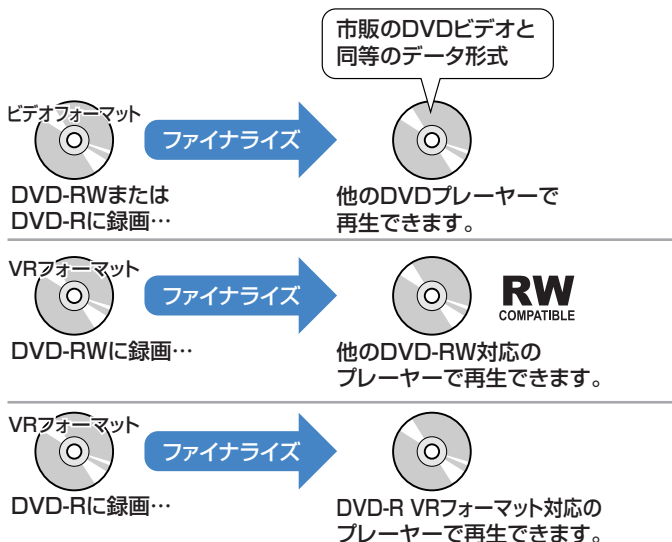 市販のDVDビデオと
同等のデータ形式
ビデオフォーマット
ファイナライズ
DVD-RWまたは
DVD-Rに録画…
他のDVDプレーヤーで
再生できます。
VRフォーマット
ファイナライズ
RW
COMPATIBLE
DVD-RWに録画…
他のDVD-RW対応の
プレーヤーで再生できます。
VRフォーマット
ファイナライズ
DVD-Rに録画…
DVD-R VRフォーマット対応の
プレーヤーで再生できます。